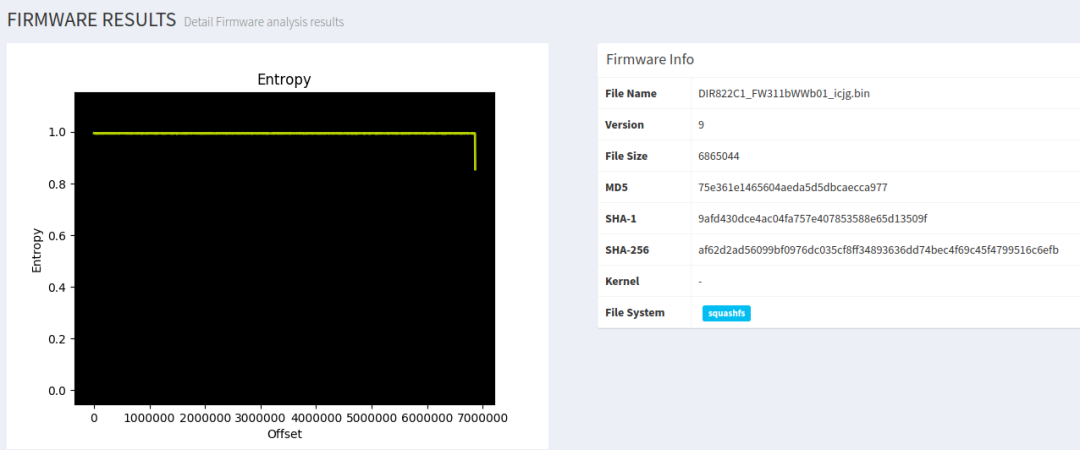 FIRMWARE RESULTS Detail Firmware analysis results
Entropy
1.0
0.8
0.6
0.4
0.2
0.0
Entropy
0 1000000 2000000 3000000 4000000 5000000 6000000 7000000
Offset
Firmware Info
File Name DIR822C1_FW311bWWb01_icjg.bin
Version 9
File Size 6865044
MD5 75e361e1465604aeda5d5dbcaecca977
SHA-1 9afd430dce4ac04fa757e407853588e65d13509f
SHA-256 af62d2ad56099bf0976dc035cf8ff34893636dd74bec4f69c45f4799516c6efb
Kernel -
File System squashfs